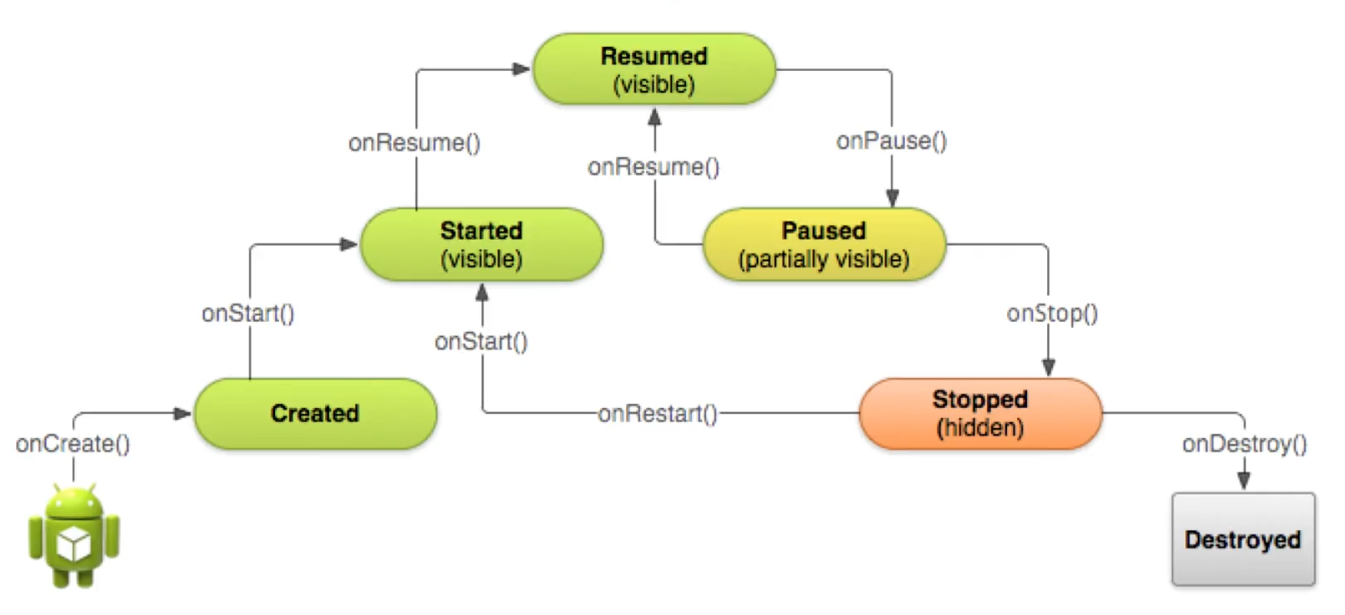 Resumed
(visible)
onResume()
onPause()
onResume()
Started
(visible)
Paused
(partially visible)
onStart()
onStop()
onStart()
Created
onRestart()
Stopped
(hidden)
onCreate()
onDestroy()
Destroyed